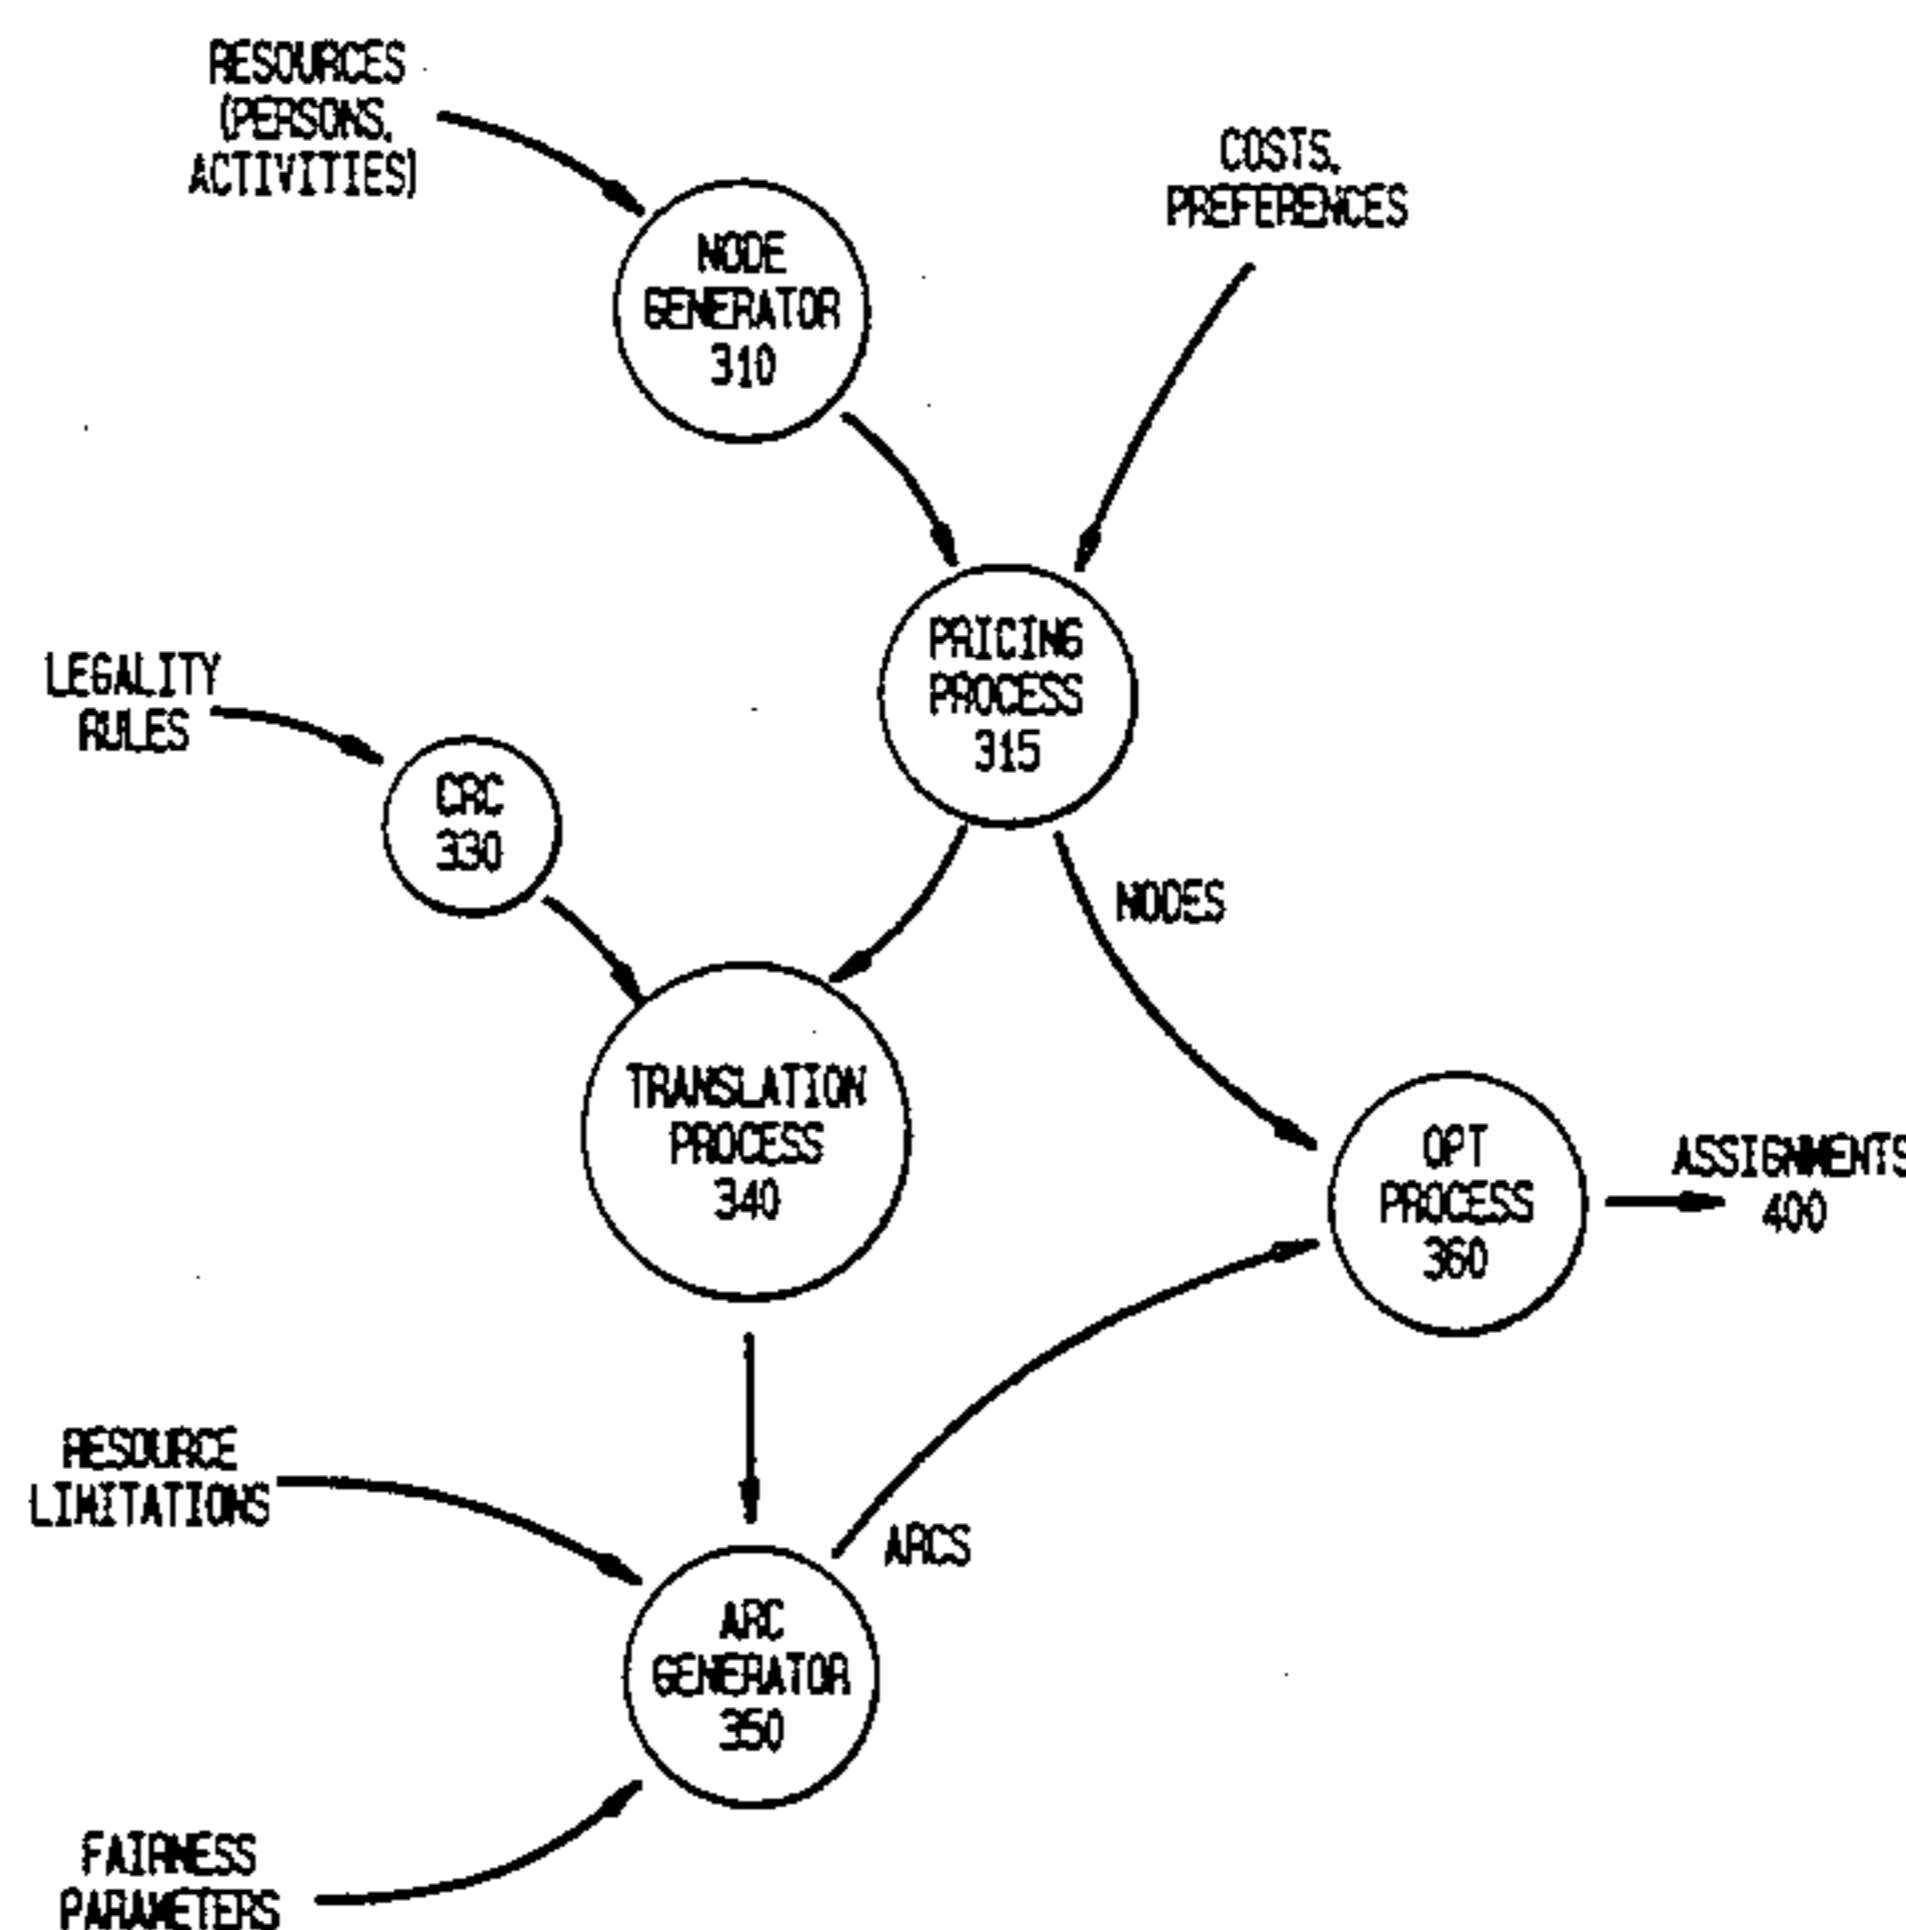 RESOURCES
(PERSONS,
ACTIVITIES)
COSTS,
PREFERENCES
NODE
GENERATOR
310
PRICING
PROCESS
315
LEGALITY
RULES
CRC
330
NODES
TRANSLATION
PROCESS
340
OPT
PROCESS
360
ASSIGNMENTS
400
RESOURCE
LIMITATIONS
ARCS
ARC
GENERATOR
350
FAIRNESS
PARAMETERS